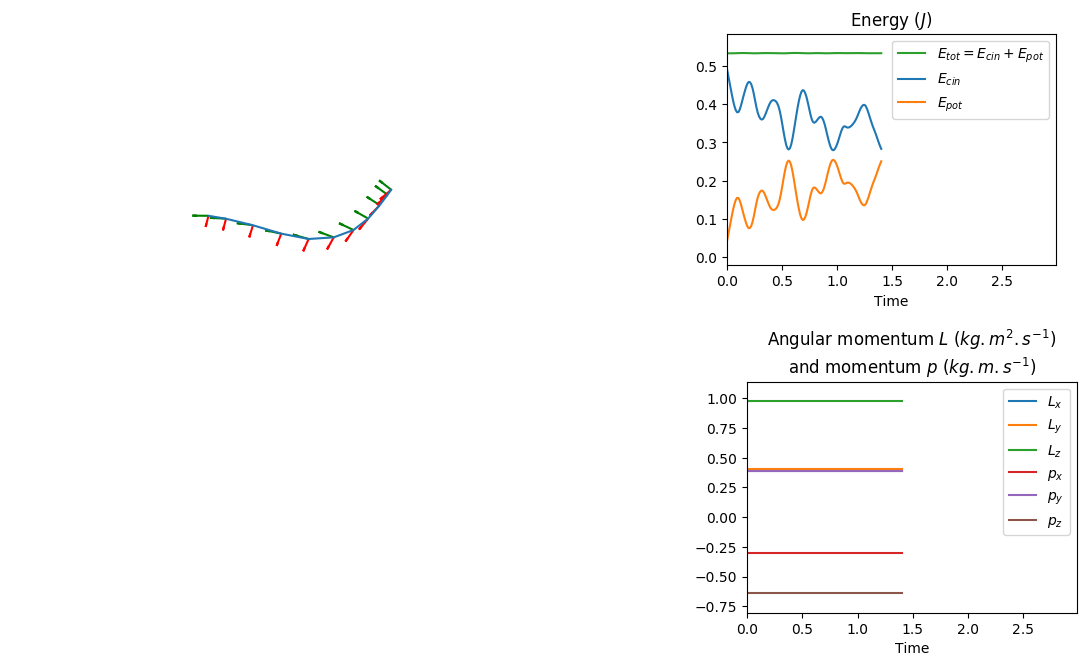 Energy (J)
E_tot = E_cin + E_pot
E_cin
E_pot
0.5
0.4
0.3
0.2
0.1
0.0
0.0 0.5 1.0 1.5 2.0 2.5
Time
Angular momentum L (kg.m².s⁻¹)
and momentum p (kg.m.s⁻¹)
L_x
L_y
L_z
p_x
p_y
p_z
1.00
0.75
0.50
0.25
0.00
−0.25
−0.50
−0.75
0.0 0.5 1.0 1.5 2.0 2.5
Time